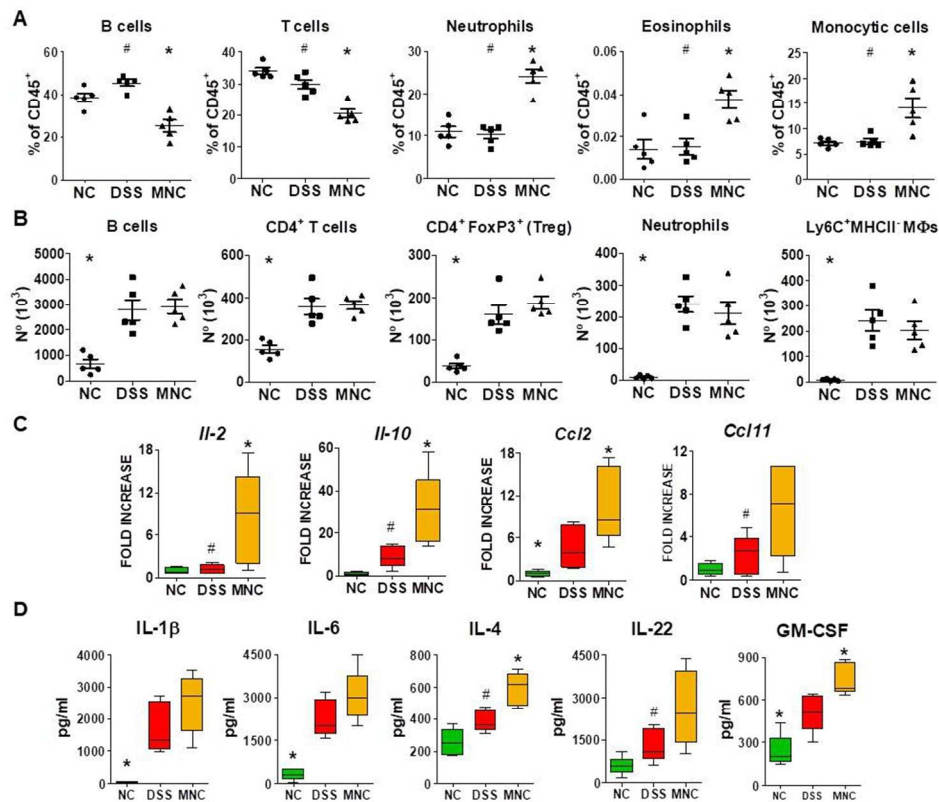 A
B cells
T cells
Neutrophils
Eosinophils
Monocytic cells
% of CD45+
60
40
20
0
#
*
NC DSS MNC
% of CD45+
40
30
20
10
0
#
*
NC DSS MNC
% of CD45+
30
20
10
0
#
*
NC DSS MNC
% of CD45+
0.06
0.04
0.02
0.00
#
*
NC DSS MNC
% of CD45+
25
20
15
10
5
0
#
*
NC DSS MNC
B
B cells
CD4+ T cells
CD4+ FoxP3+ (Treg)
Neutrophils
Ly6C+MHCII- MΦs
Nº (10³)
5000
4000
3000
2000
1000
0
*
NC DSS MNC
Nº (10³)
600
400
200
0
*
NC DSS MNC
Nº (10³)
300
200
100
0
*
NC DSS MNC
Nº (10³)
400
300
200
100
0
*
NC DSS MNC
Nº (10³)
500
400
300
200
100
0
*
NC DSS MNC
C
Il-2
Il-10
Ccl2
Ccl11
FOLD INCREASE
18
12
6
0
#
*
NC DSS MNC
FOLD INCREASE
60
40
20
0
#
*
NC DSS MNC
FOLD INCREASE
18
12
6
0
*
*
NC DSS MNC
FOLD INCREASE
12
8
4
0
#
NC DSS MNC
D
IL-1β
IL-6
IL-4
IL-22
GM-CSF
pg/ml
4000
3000
2000
1000
0
*
NC DSS MNC
pg/ml
4500
3000
1500
0
*
NC DSS MNC
pg/ml
800
600
400
200
0
#
*
NC DSS MNC
pg/ml
4500
3000
1500
0
#
NC DSS MNC
pg/ml
900
600
300
0
*
*
NC DSS MNC